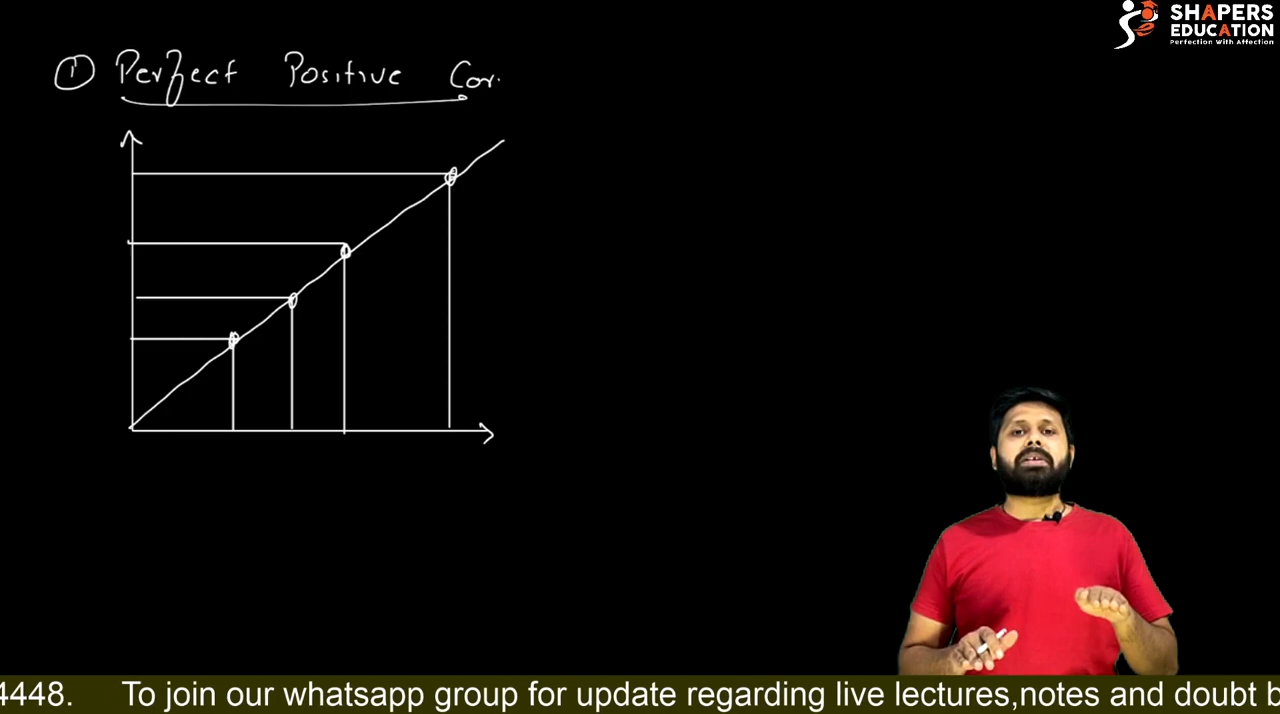 ① Perfect Positive Cor.
SHAPERS
EDUCATION
Perfection With Affection
4448. To join our whatsapp group for update regarding live lectures,notes and doubt b